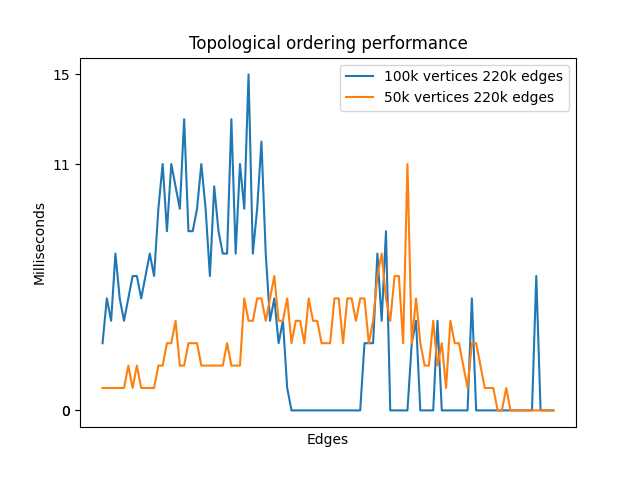 Topological ordering performance
100k vertices 220k edges
50k vertices 220k edges
15
11
0
Milliseconds
Edges